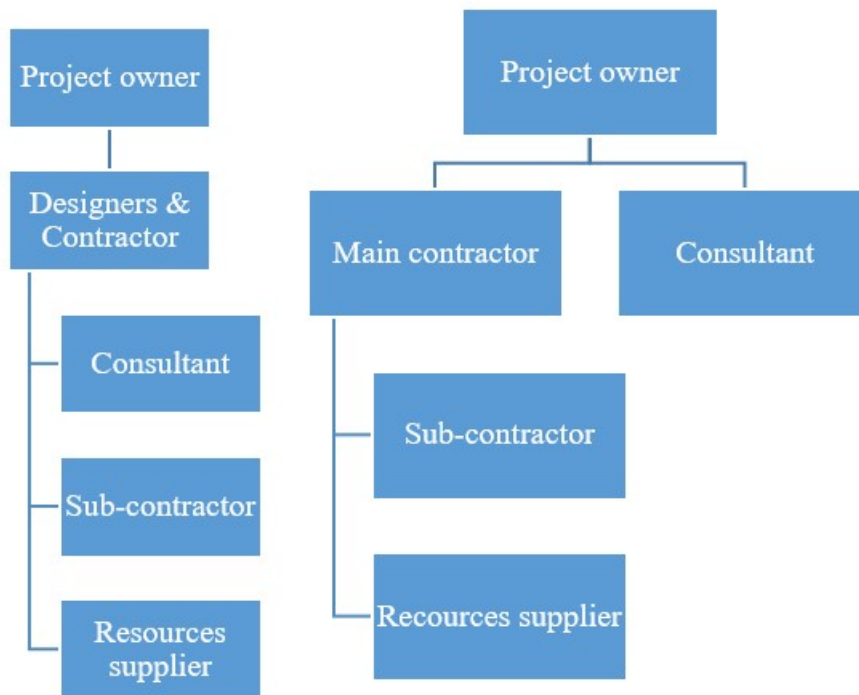 Project owner
Designers &
Contractor
Consultant
Sub-contractor
Resources
supplier
Project owner
Main contractor
Consultant
Sub-contractor
Recources supplier